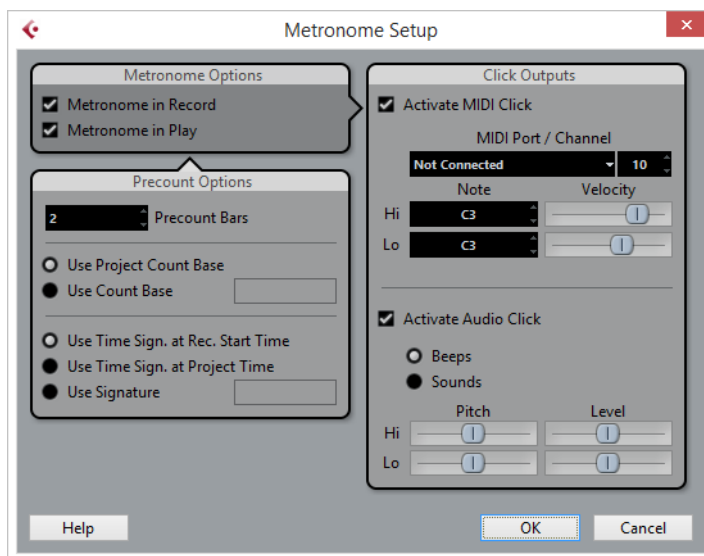 Metronome Setup
Metronome Options
Metronome in Record
Metronome in Play
Precount Options
2 Precount Bars
Use Project Count Base
Use Count Base
Use Time Sign. at Rec. Start Time
Use Time Sign. at Project Time
Use Signature
Click Outputs
Activate MIDI Click
MIDI Port / Channel
Not Connected 10
Note Velocity
Hi C3
Lo C3
Activate Audio Click
Beeps
Sounds
Pitch Level
Hi
Lo
Help OK Cancel